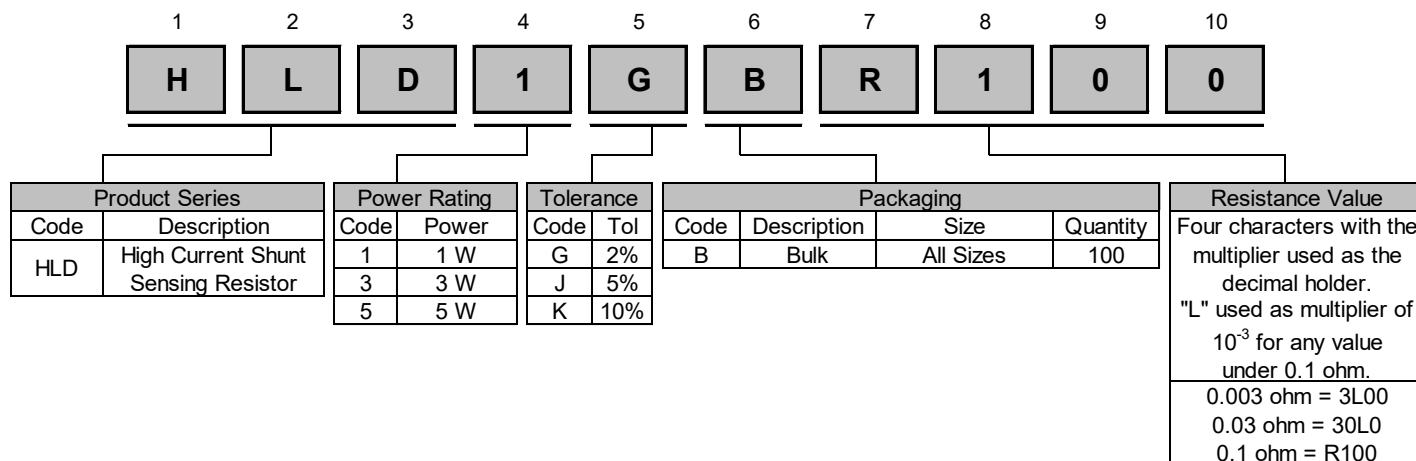 1 2 3 4 5 6 7 8 9 10
H L D 1 G B R 1 0 0
Product Series
Code Description
HLD High Current Shunt
Sensing Resistor
Power Rating
Code Power
1 1 W
3 3 W
5 5 W
Tolerance
Code Tol
G 2%
J 5%
K 10%
Packaging
Code Description Size Quantity
B Bulk All Sizes 100
Resistance Value
Four characters with the
multiplier used as the
decimal holder.
"L" used as multiplier of
10⁻³ for any value
under 0.1 ohm.
0.003 ohm = 3L00
0.03 ohm = 30L0
0.1 ohm = R100